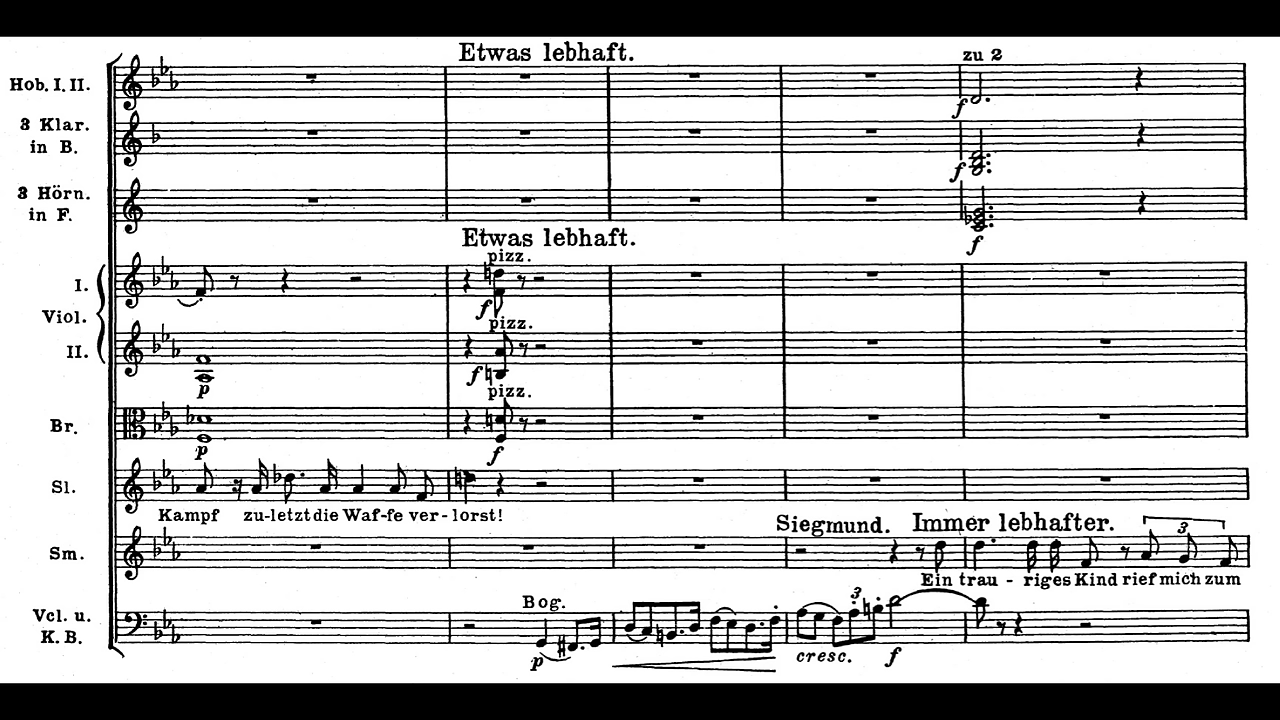 Etwas lebhaft.
zu 2
Hob. I. II.
f
3 Klar.
in B.
f
3 Hörn.
in F.
f
Etwas lebhaft.
pizz.
I.
f
Viol.
pizz.
II.
f
p
pizz.
Br.
p
f
Sl.
Kampf zu-letzt die Waf-fe ver-lorst!
Siegmund. Immer lebhafter.
3
Sm.
Ein trau - riges Kind rief mich zum
Bog.
3
Vcl. u.
K. B.
p
cresc.
f